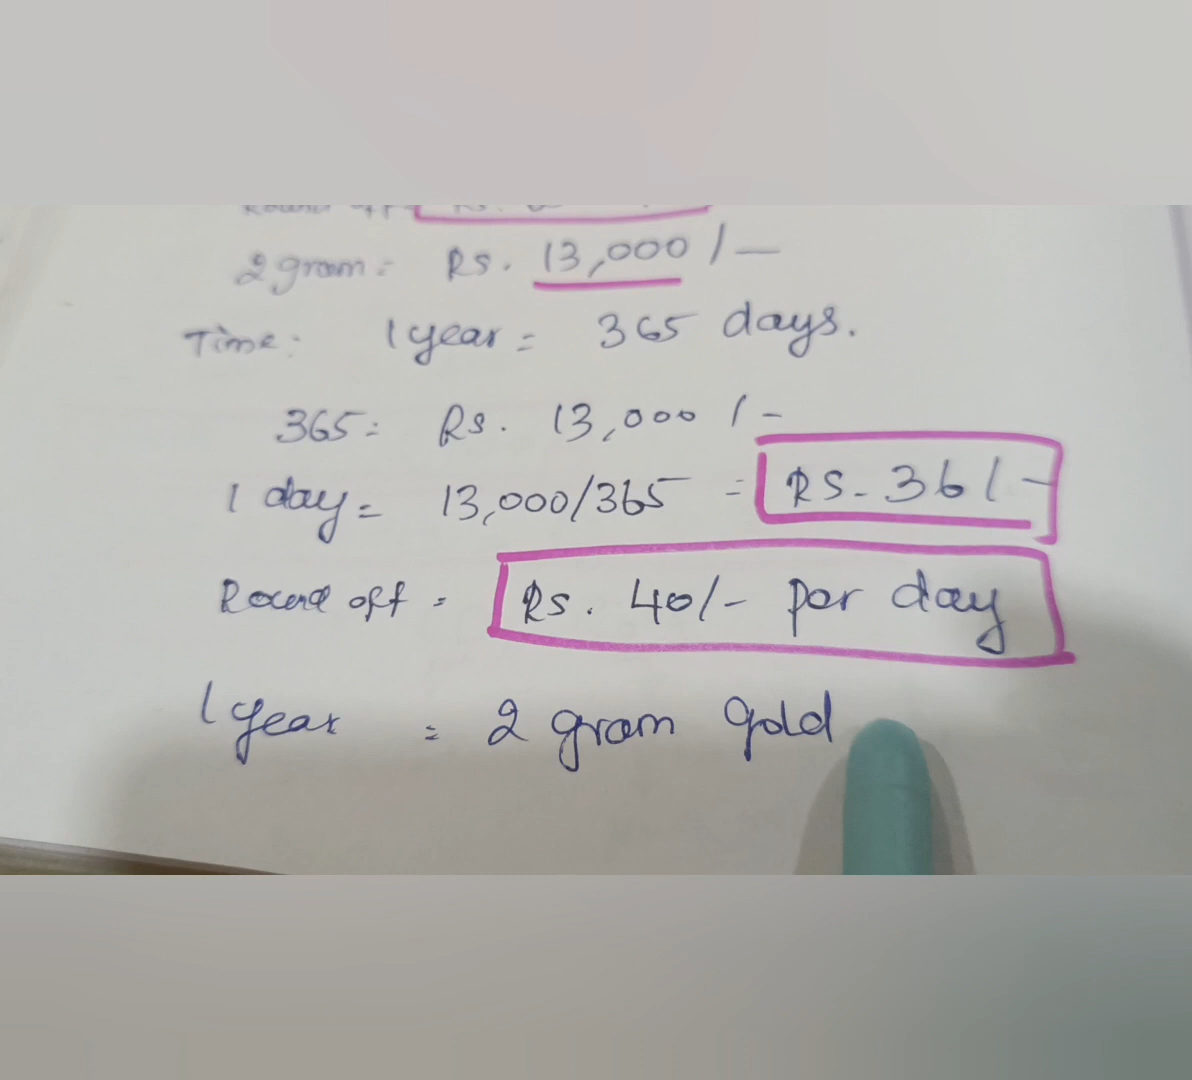 2 gram = Rs. 13,000/-
Time: 1 year = 365 days.
365 = Rs. 13,000/-
1 day = 13,000/365 = Rs. 36/-
Round off = Rs. 40/- per day
1 year = 2 gram gold